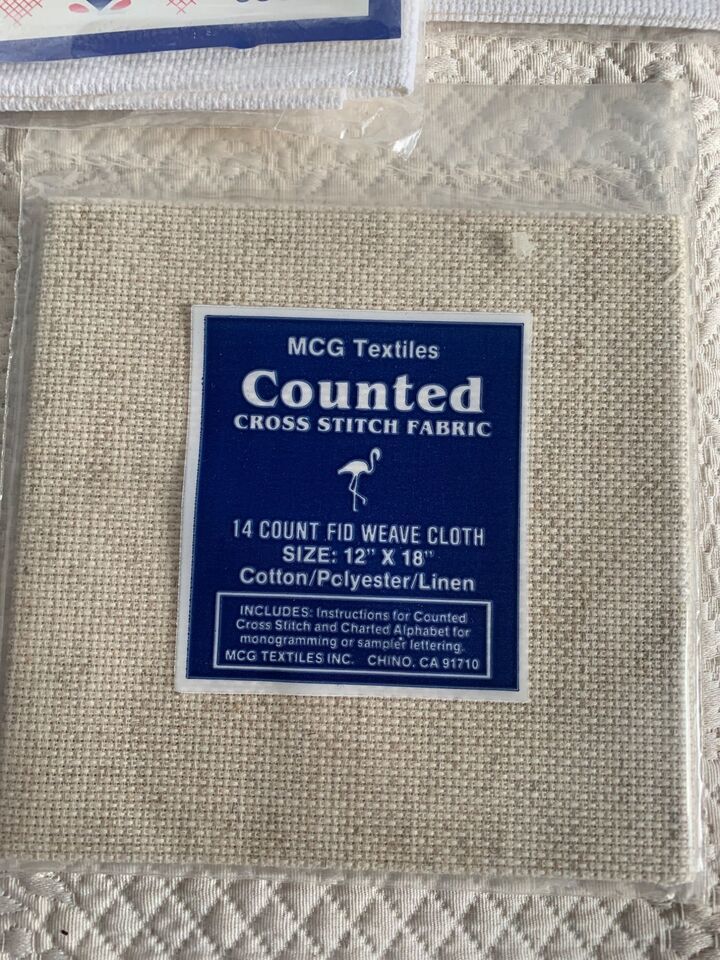 MCG Textiles
Counted
CROSS STITCH FABRIC
14 COUNT FID WEAVE CLOTH
SIZE: 12" X 18"
Cotton/Polyester/Linen
INCLUDES: Instructions for Counted
Cross Stitch and Charted Alphabet for
monogramming or sampler lettering.
MCG TEXTILES INC. CHINO, CA 91710